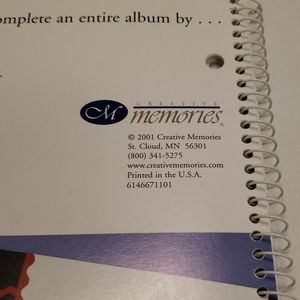 omplete an entire album by . . .
CM
CREATIVE
memories®
© 2001 Creative Memories
St. Cloud, MN 56301
(800) 341-5275
www.creativememories.com
Printed in the U.S.A.
6146671101